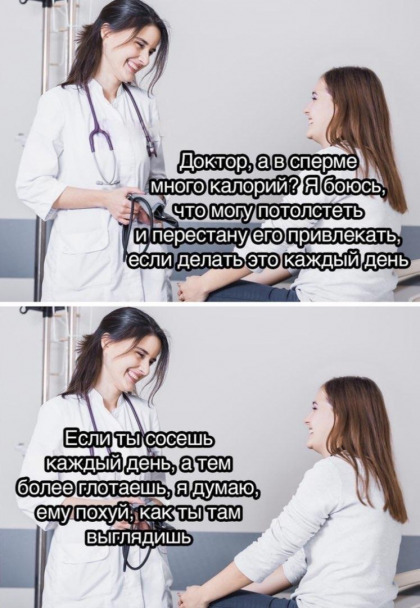 Доктор, а в сперме
много калорий? Я боюсь,
что могу потолстеть
и перестану его привлекать,
если делать это каждый день
Если ты сосешь
каждый день, а тем
более глотаешь, я думаю,
ему похуй, как ты там
выглядишь